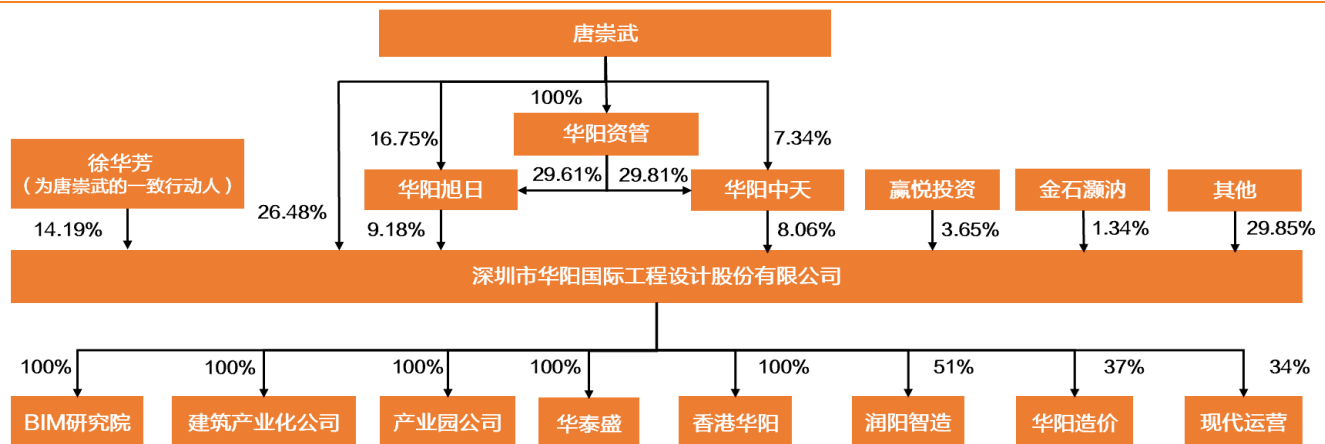 唐崇武
100%
16.75%
华阳资管
7.34%
徐华芳
（为唐崇武的一致行动人）
29.61%
29.81%
华阳旭日
华阳中天
赢悦投资
金石灏汭
其他
14.19%
26.48%
9.18%
8.06%
3.65%
1.34%
29.85%
深圳市华阳国际工程设计股份有限公司
100%
100%
100%
100%
100%
51%
37%
34%
BIM研究院
建筑产业化公司
产业园公司
华泰盛
香港华阳
润阳智造
华阳造价
现代运营